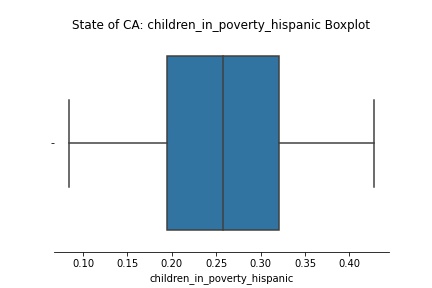 State of CA: children_in_poverty_hispanic Boxplot
-
0.10 0.15 0.20 0.25 0.30 0.35 0.40
children_in_poverty_hispanic